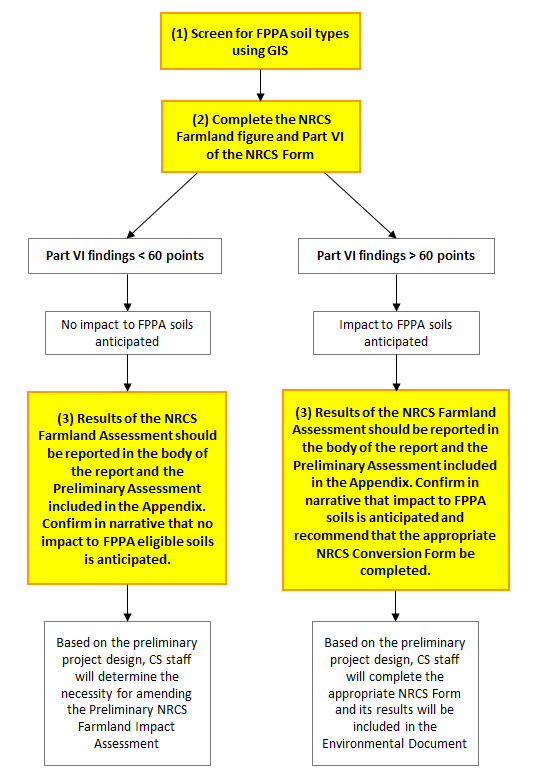 (1) Screen for FPPA soil types
using GIS
(2) Complete the NRCS
Farmland figure and Part VI
of the NRCS Form
Part VI findings < 60 points
Part VI findings > 60 points
No impact to FPPA soils
anticipated
Impact to FPPA soils
anticipated
(3) Results of the NRCS
Farmland Assessment should
be reported in the body of
the report and the
Preliminary Assessment
included in the Appendix.
Confirm in narrative that no
impact to FPPA eligible soils
is anticipated.
(3) Results of the NRCS Farmland
Assessment should be reported in
the body of the report and the
Preliminary Assessment included
in the Appendix. Confirm in
narrative that impact to FPPA
soils is anticipated and
recommend that the appropriate
NRCS Conversion Form be
completed.
Based on the preliminary
project design, CS staff
will determine the
necessity for amending
the Preliminary NRCS
Farmland Impact
Assessment
Based on the preliminary
project design, CS staff
will complete the
appropriate NRCS Form
and its results will be
included in the
Environmental Document